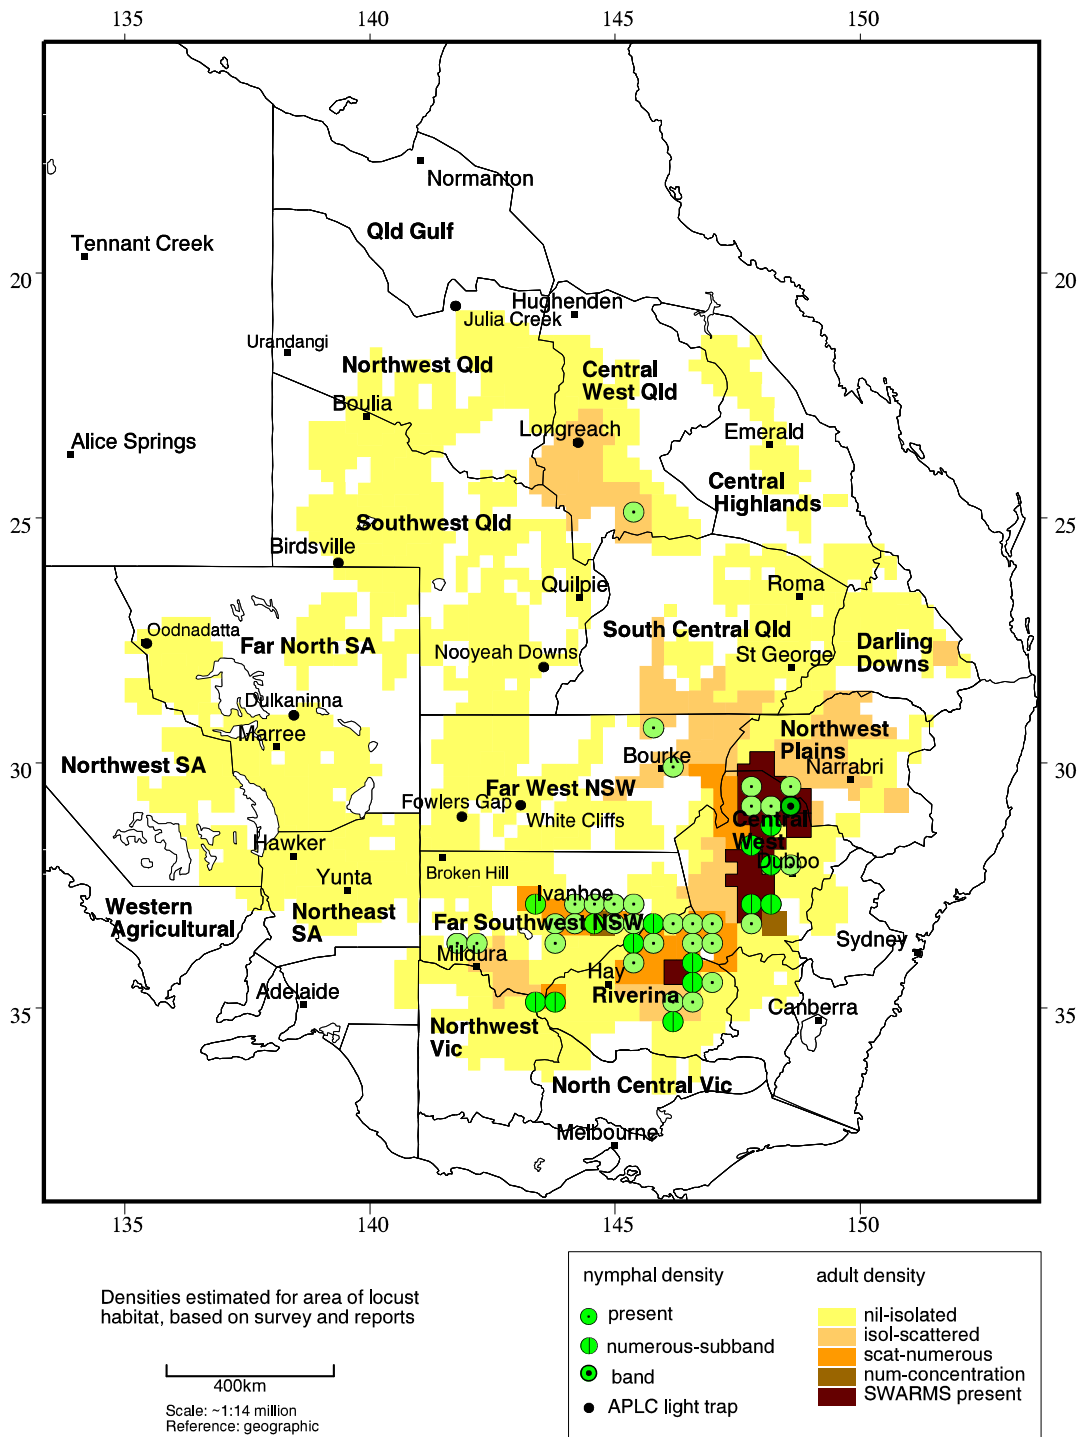 135
140
145
150
Normanton
Qld Gulf
Tennant Creek
20
20
Hughenden
Julia Creek
Urandangi
Northwest Qld
Central
West Qld
Boulia
Longreach
Emerald
Alice Springs
Central
Highlands
25
Southwest Qld
25
Birdsville
Quilpie
Roma
Oodnadatta
Far North SA
South Central Qld
Darling
Downs
Nooyeah Downs
St George
Dulkaninna
Marree
Northwest
Plains
Bourke
Narrabri
30
Northwest SA
30
Far West NSW
Fowlers Gap
White Cliffs
Central
West
Hawker
Dubbo
Broken Hill
Yunta
Ivanhoe
Western
Agricultural
Northeast
SA
Far Southwest NSW
Sydney
Mildura
Hay
Adelaide
Riverina
Canberra
35
35
Northwest
Vic
North Central Vic
Melbourne
135
140
145
150
Densities estimated for area of locust
habitat, based on survey and reports
400km
Scale: ~1:14 million
Reference: geographic
nymphal density
present
numerous-subband
band
APLC light trap
adult density
nil-isolated
isol-scattered
scat-numerous
num-concentration
SWARMS present